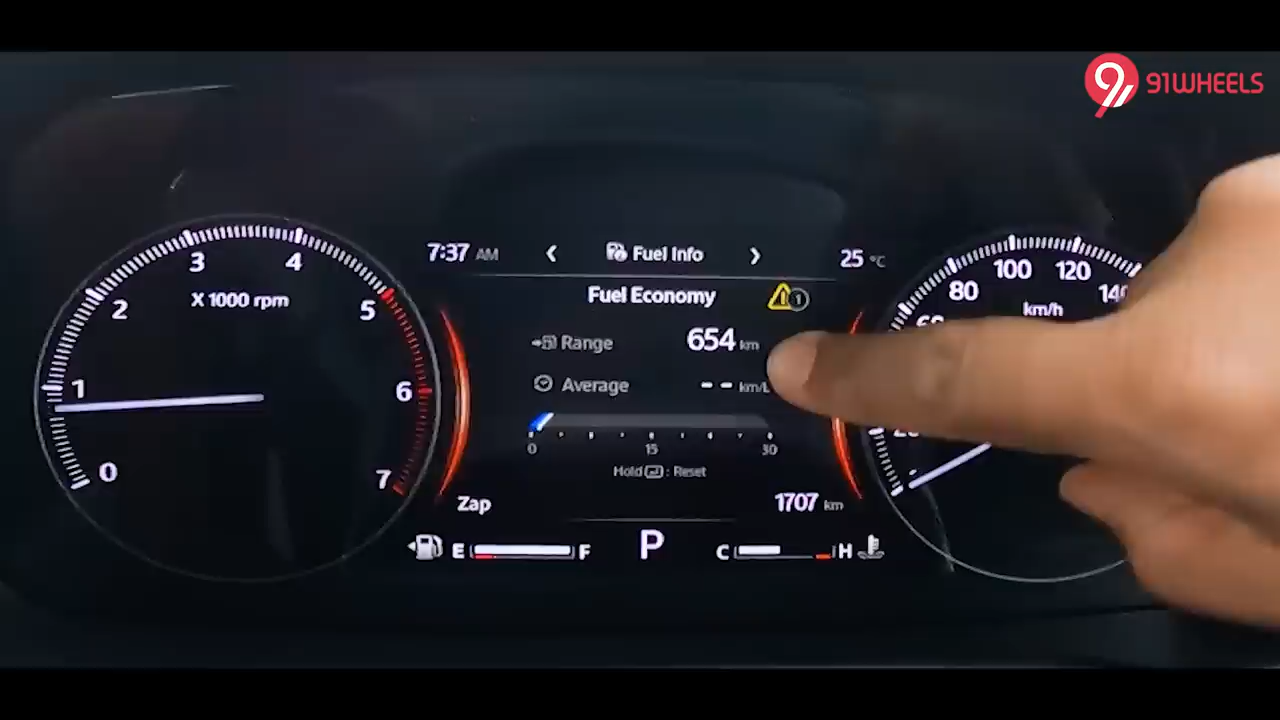 91WHEELS
7:37 AM
Fuel Info
25 °C
Fuel Economy
1
Range 654 km
Average -- km/L
0 15 30
Hold : Reset
Zap
1707 km
E F
P
C H
0 1 2 3 4 5 6 7
X 1000 rpm
80 100 120
km/h